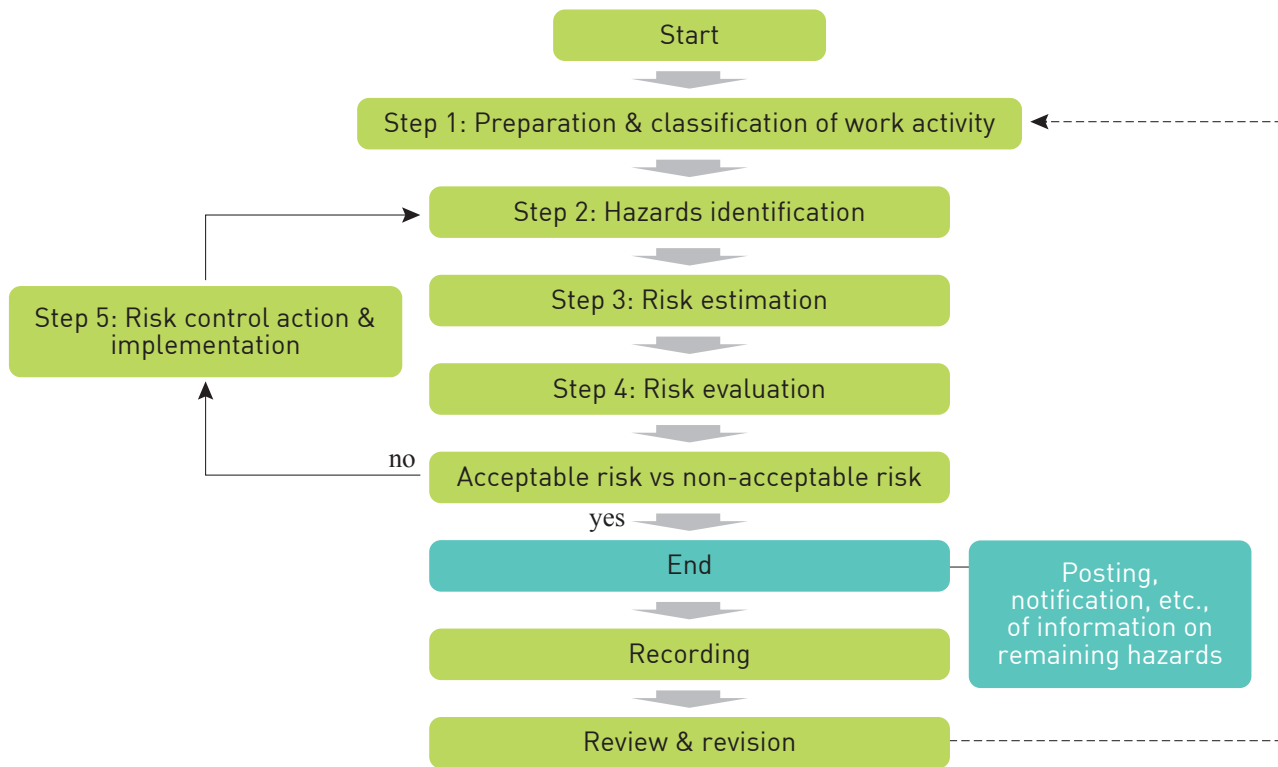 Start
Step 1: Preparation & classification of work activity
Step 2: Hazards identification
Step 3: Risk estimation
Step 5: Risk control action &
implementation
Step 4: Risk evaluation
no
Acceptable risk vs non-acceptable risk
yes
End
Posting,
notification, etc.,
of information on
remaining hazards
Recording
Review & revision